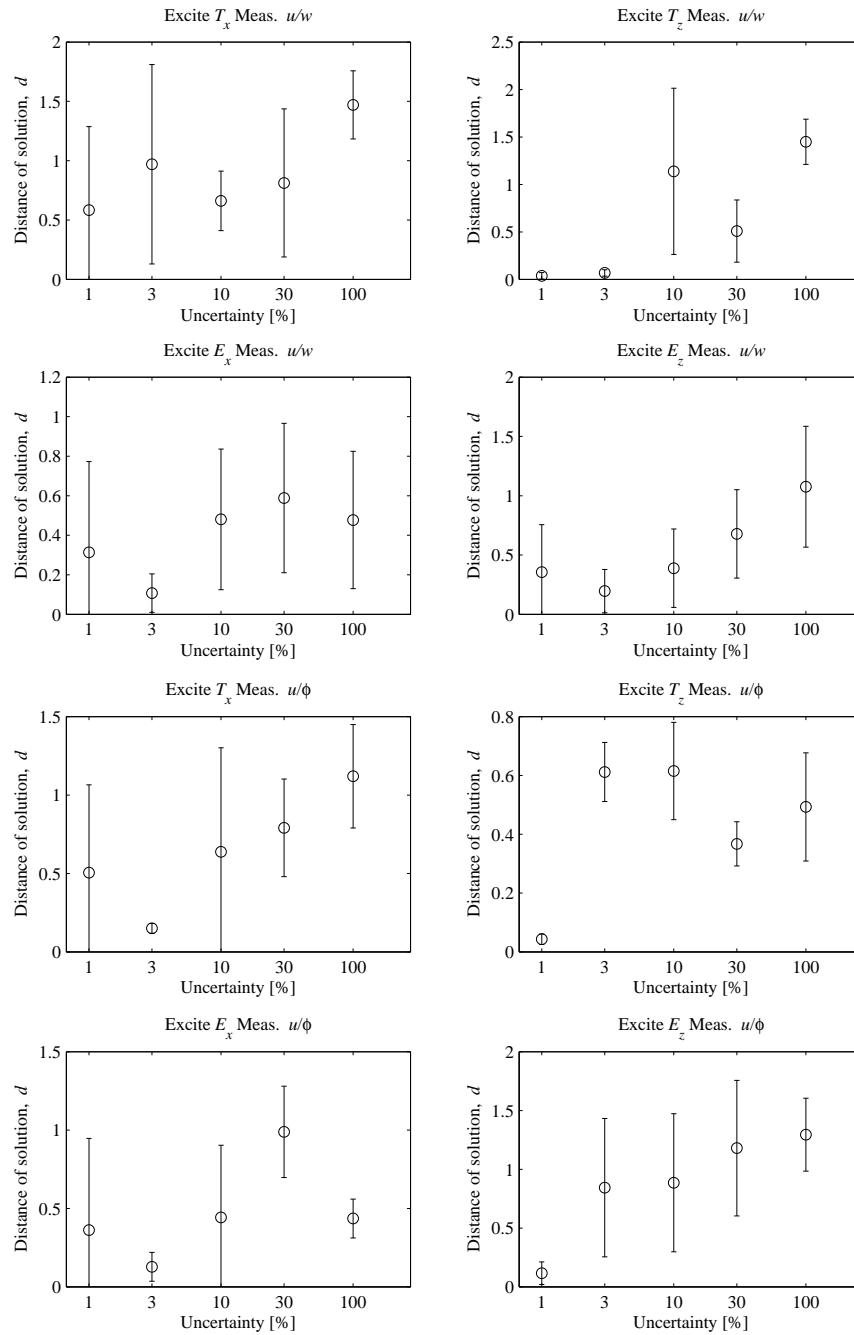 Excite T_x Meas. u/w
2
1.5
1
0.5
0
Distance of solution, d
1 3 10 30 100
Uncertainty [%]
Excite T_z Meas. u/w
2.5
2
1.5
1
0.5
0
Distance of solution, d
1 3 10 30 100
Uncertainty [%]
Excite E_x Meas. u/w
1.2
1
0.8
0.6
0.4
0.2
0
Distance of solution, d
1 3 10 30 100
Uncertainty [%]
Excite E_z Meas. u/w
2
1.5
1
0.5
0
Distance of solution, d
1 3 10 30 100
Uncertainty [%]
Excite T_x Meas. u/ϕ
1.5
1
0.5
0
Distance of solution, d
1 3 10 30 100
Uncertainty [%]
Excite T_z Meas. u/ϕ
0.8
0.6
0.4
0.2
0
Distance of solution, d
1 3 10 30 100
Uncertainty [%]
Excite E_x Meas. u/ϕ
1.5
1
0.5
0
Distance of solution, d
1 3 10 30 100
Uncertainty [%]
Excite E_z Meas. u/ϕ
2
1.5
1
0.5
0
Distance of solution, d
1 3 10 30 100
Uncertainty [%]